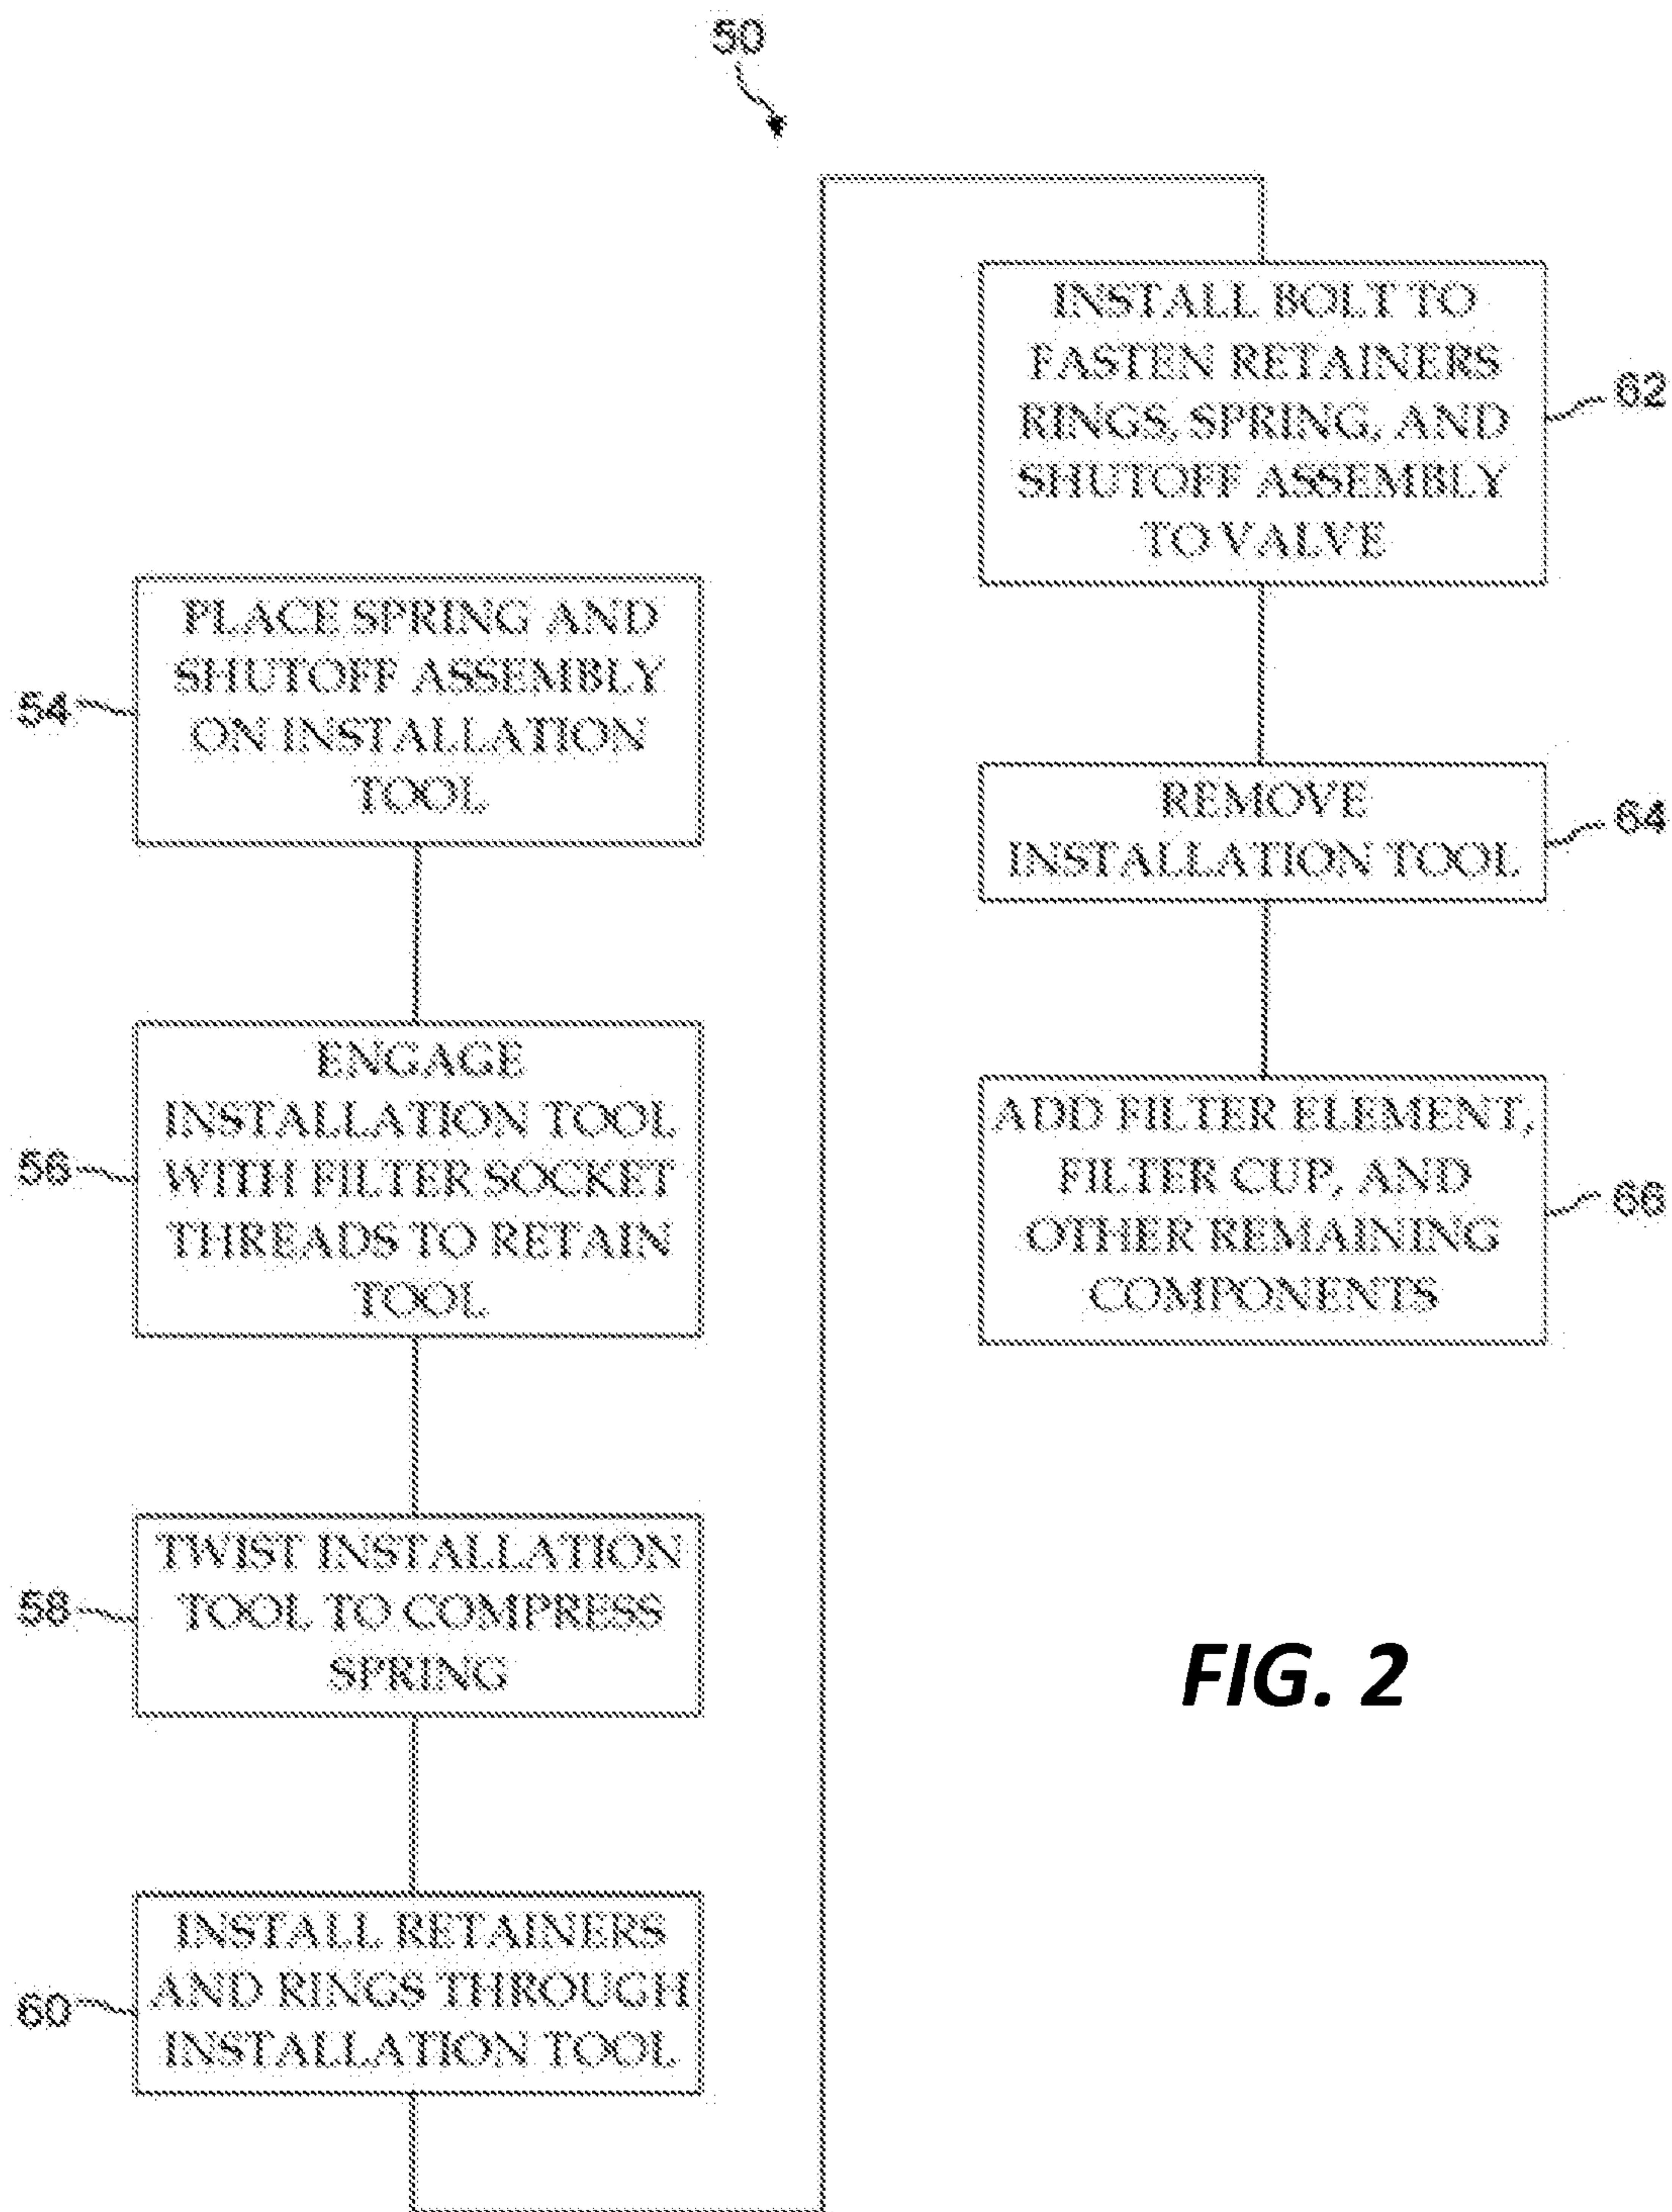 50
54
PLACE SPRING AND
SHUTOFF ASSEMBLY
ON INSTALLATION
TOOL
56
ENGAGE
INSTALLATION TOOL
WITH FILTER SOCKET
THREADS TO RETAIN
TOOL
58
TWIST INSTALLATION
TOOL TO COMPRESS
SPRING
60
INSTALL RETAINERS
AND RINGS THROUGH
INSTALLATION TOOL
INSTALL BOLT TO
FASTEN RETAINERS
RINGS, SPRING, AND
SHUTOFF ASSEMBLY
TO VALVE
62
REMOVE
INSTALLATION TOOL
64
ADD FILTER ELEMENT,
FILTER CUP, AND
OTHER REMAINING
COMPONENTS
66
FIG. 2